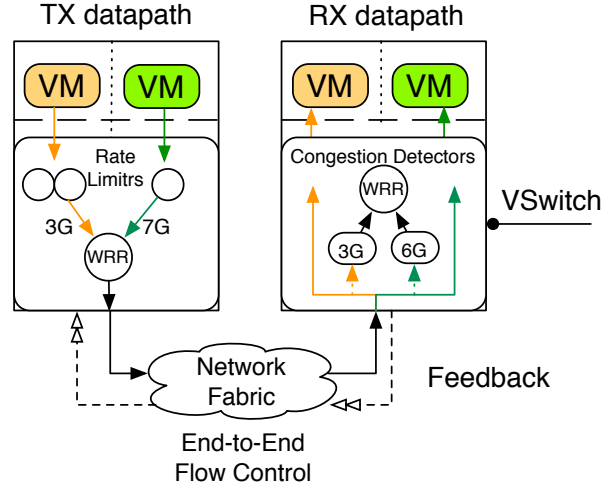 TX datapath
RX datapath
VM
VM
VM
VM
Rate
Limitrs
3G
7G
WRR
Congestion Detectors
WRR
3G
6G
VSwitch
Network
Fabric
Feedback
End-to-End
Flow Control